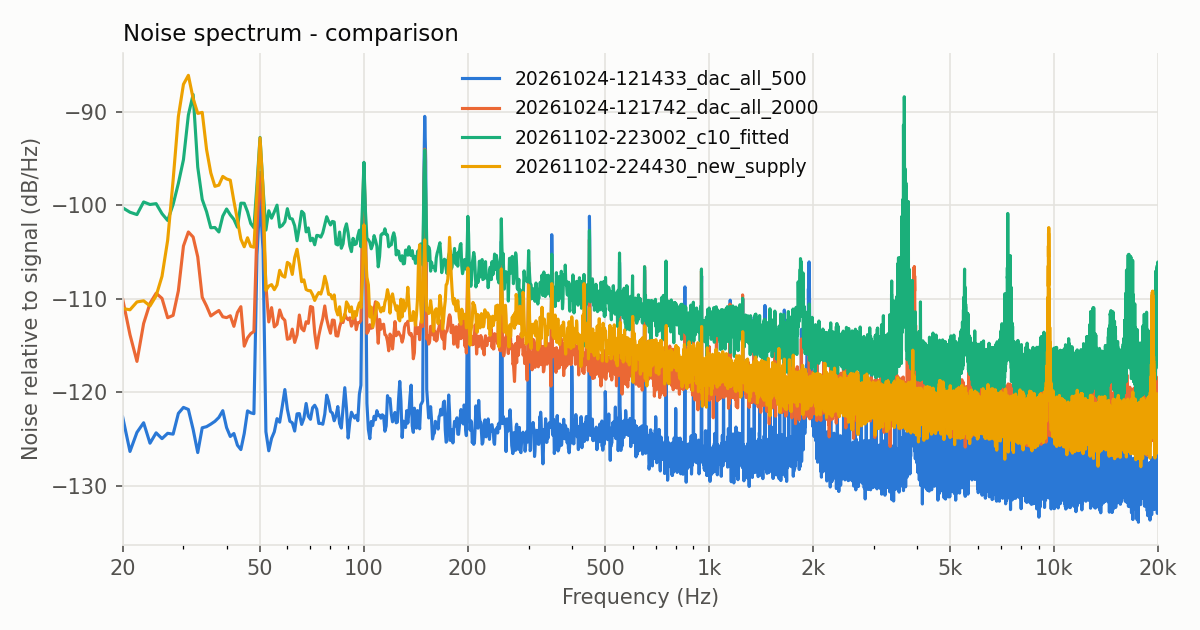 Noise spectrum - comparison
20261024-121433_dac_all_500
20261024-121742_dac_all_2000
20261102-223002_c10_fitted
20261102-224430_new_supply
Noise relative to signal (dB/Hz)
−90
−100
−110
−120
−130
20 50 100 200 500 1k 2k 5k 10k 20k
Frequency (Hz)